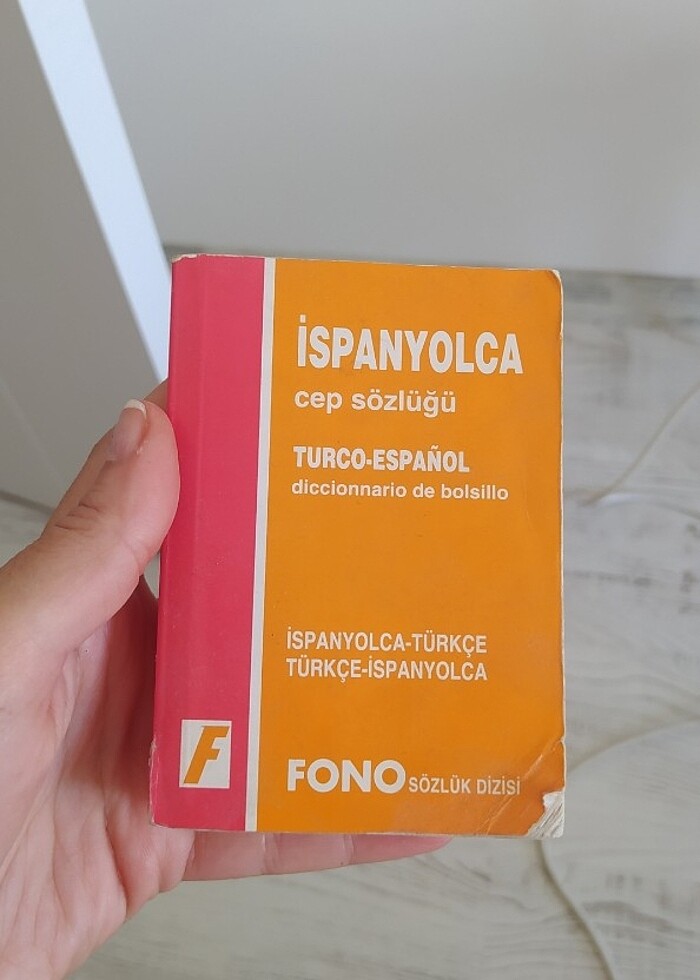 İSPANYOLCA
cep sözlüğü
TURCO-ESPAÑOL
diccionnario de bolsillo
İSPANYOLCA-TÜRKÇE
TÜRKÇE-İSPANYOLCA
F
FONO SÖZLÜK DİZİSİ